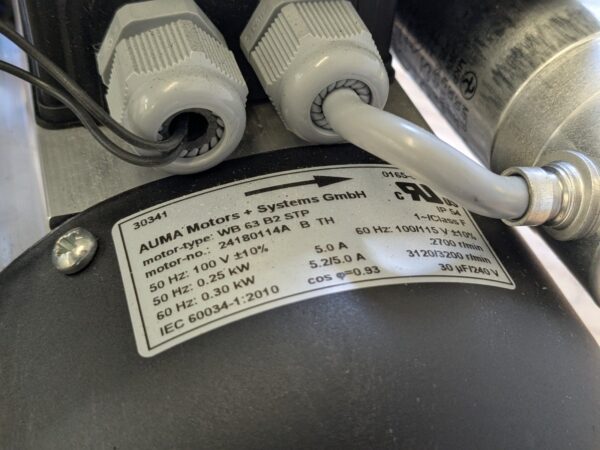 30341
0165-
AUMA Motors + Systems GmbH
c RU us
motor-type: WB 63 B2 STP
IP 54
motor-no.: 24180114A B TH
1~/Class F
50 Hz: 100 V ±10%
60 Hz: 100/115 V ±10%
50 Hz: 0.25 kW 5.0 A 2700 r/min
60 Hz: 0.30 kW 5.2/5.0 A 3120/3200 r/min
IEC 60034-1:2010 cos φ=0.93 30 µF/240 V